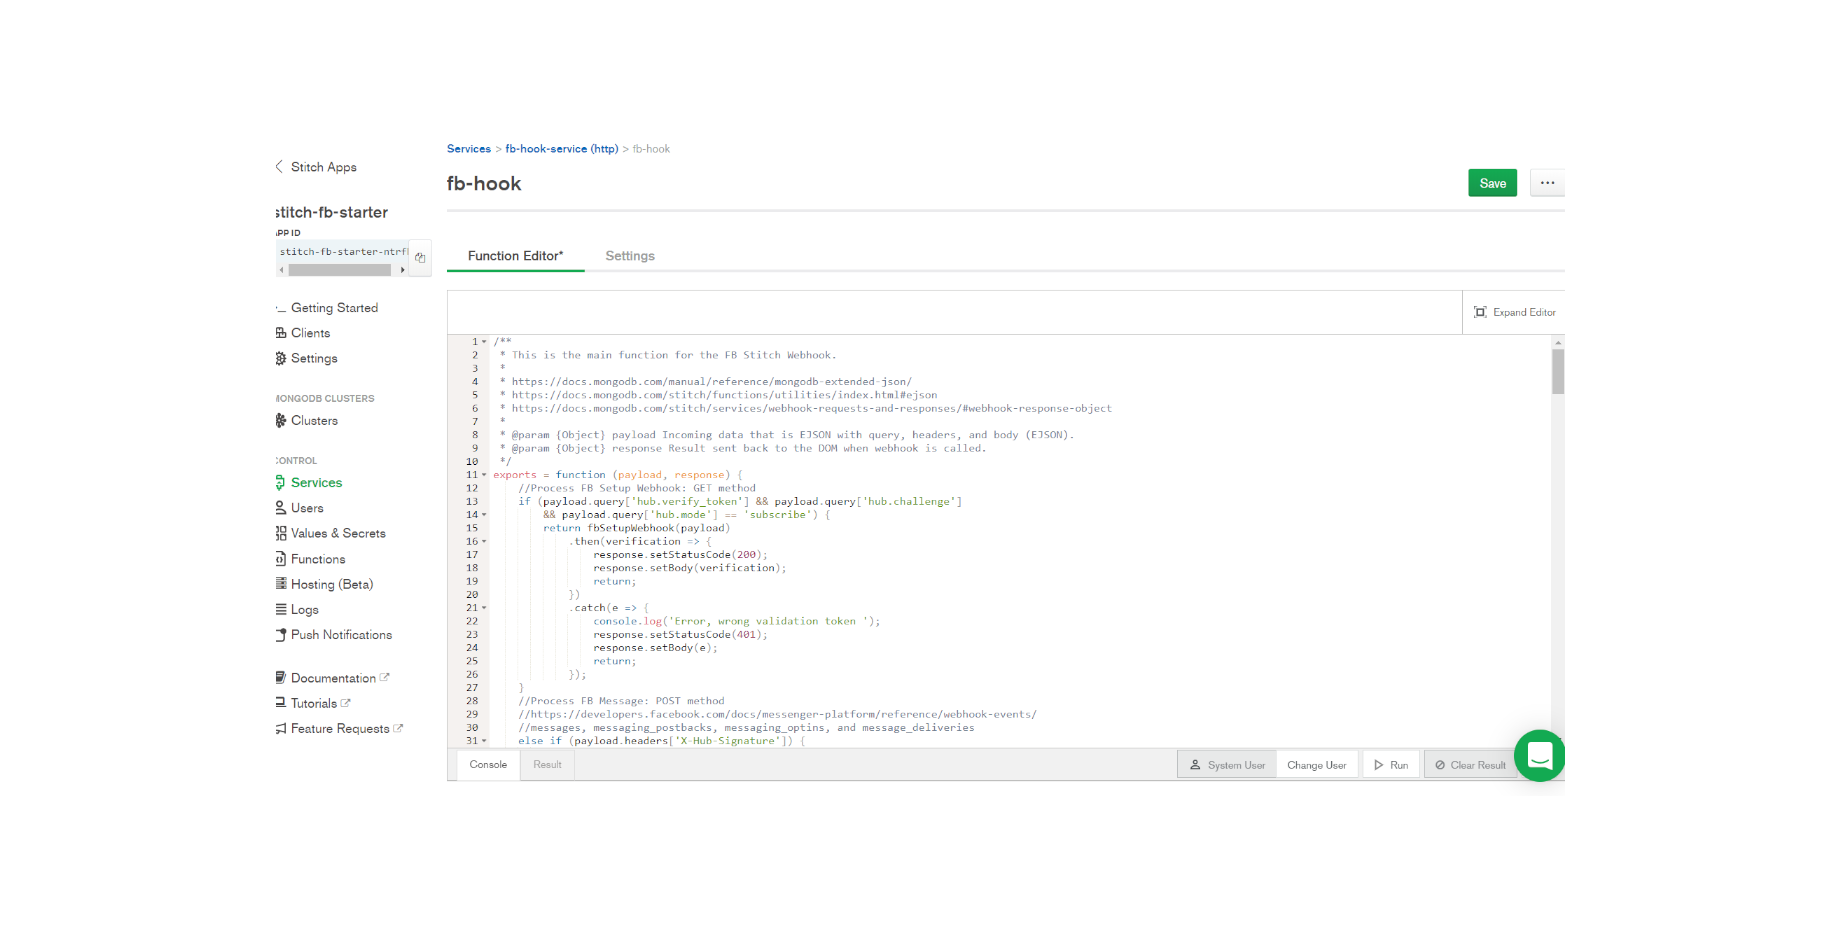 Stitch Apps
stitch-fb-starter
APP ID
stitch-fb-starter-ntrf
Getting Started
Clients
Settings
MONGODB CLUSTERS
Clusters
CONTROL
Services
Users
Values & Secrets
Functions
Hosting (Beta)
Logs
Push Notifications
Documentation
Tutorials
Feature Requests
Services > fb-hook-service (http) > fb-hook
fb-hook
Save
...
Function Editor* Settings
Expand Editor
1 /**
2 * This is the main function for the FB Stitch Webhook.
3 *
4 * https://docs.mongodb.com/manual/reference/mongodb-extended-json/
5 * https://docs.mongodb.com/stitch/functions/utilities/index.html#ejson
6 * https://docs.mongodb.com/stitch/services/webhook-requests-and-responses/#webhook-response-object
7 *
8 * @param {Object} payload Incoming data that is EJSON with query, headers, and body (EJSON).
9 * @param {Object} response Result sent back to the DOM when webhook is called.
10 */
11 exports = function (payload, response) {
12 //Process FB Setup Webhook: GET method
13 if (payload.query['hub.verify_token'] && payload.query['hub.challenge']
14 && payload.query['hub.mode'] == 'subscribe') {
15 return fbSetupWebhook(payload)
16 .then(verification => {
17 response.setStatusCode(200);
18 response.setBody(verification);
19 return;
20 })
21 .catch(e => {
22 console.log('Error, wrong validation token ');
23 response.setStatusCode(401);
24 response.setBody(e);
25 return;
26 });
27 }
28 //Process FB Message: POST method
29 //https://developers.facebook.com/docs/messenger-platform/reference/webhook-events/
30 //messages, messaging_postbacks, messaging_optins, and message_deliveries
31 else if (payload.headers['X-Hub-Signature']) {
Console Result System User Change User Run Clear Result